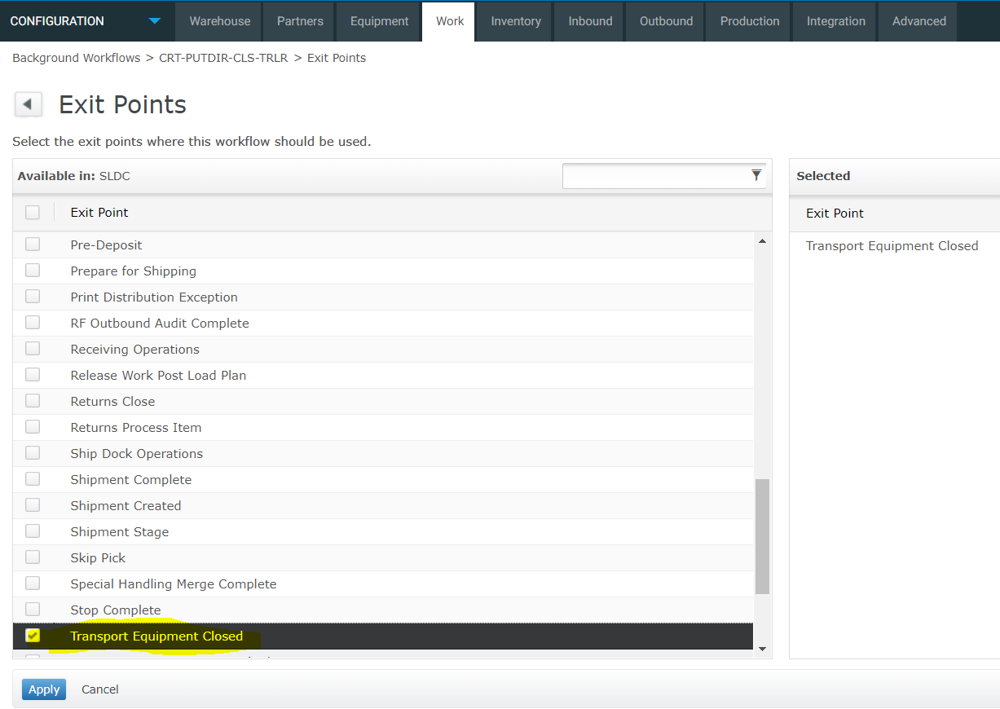 CONFIGURATION Warehouse Partners Equipment Work Inventory Inbound Outbound Production Integration Advanced
Background Workflows > CRT-PUTDIR-CLS-TRLR > Exit Points
Exit Points
Select the exit points where this workflow should be used.
Available in: SLDC
Exit Point
Pre-Deposit
Prepare for Shipping
Print Distribution Exception
RF Outbound Audit Complete
Receiving Operations
Release Work Post Load Plan
Returns Close
Returns Process Item
Ship Dock Operations
Shipment Complete
Shipment Created
Shipment Stage
Skip Pick
Special Handling Merge Complete
Stop Complete
Transport Equipment Closed
Selected
Exit Point
Transport Equipment Closed
Apply Cancel